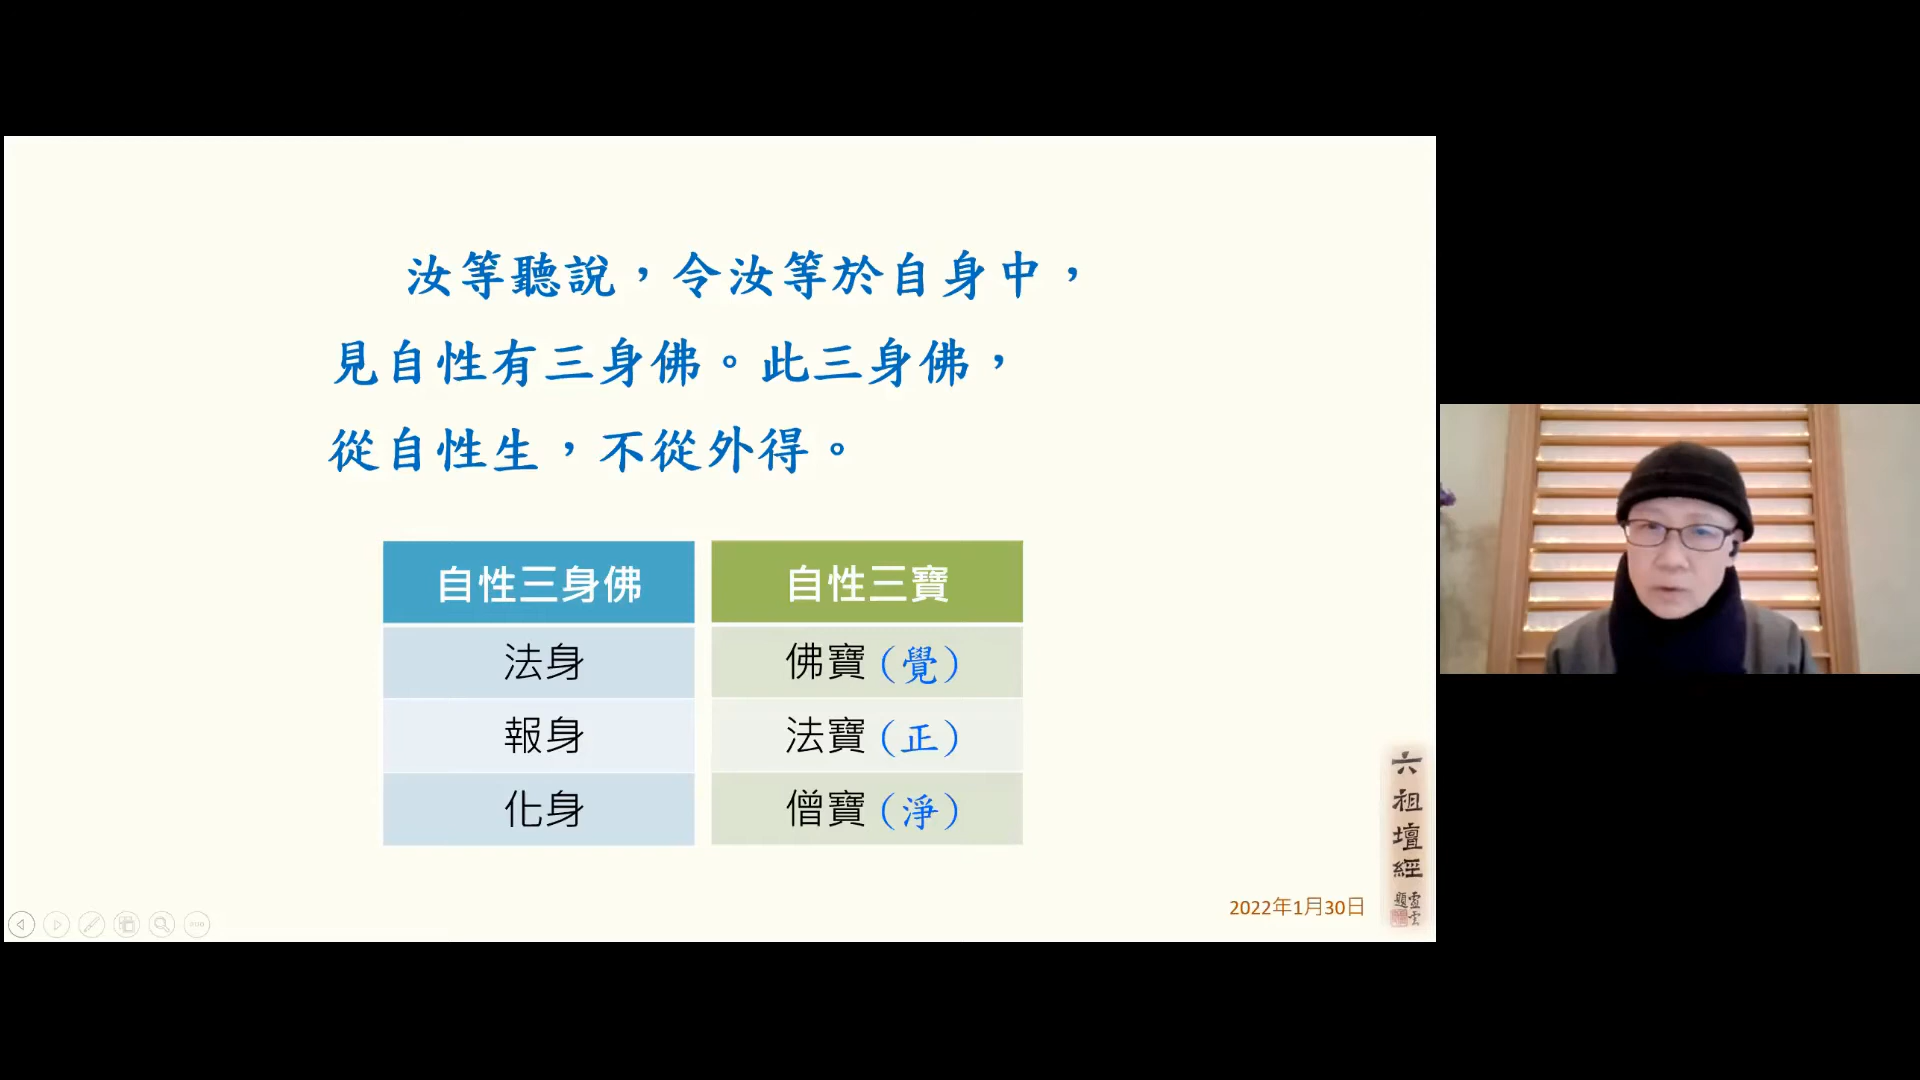 汝等聽說，令汝等於自身中，
見自性有三身佛。此三身佛，
從自性生，不從外得。
自性三身佛
法身
報身
化身
自性三寶
佛寶（覺）
法寶（正）
僧寶（淨）
2022年1月30日
六祖壇經
虛雲
題